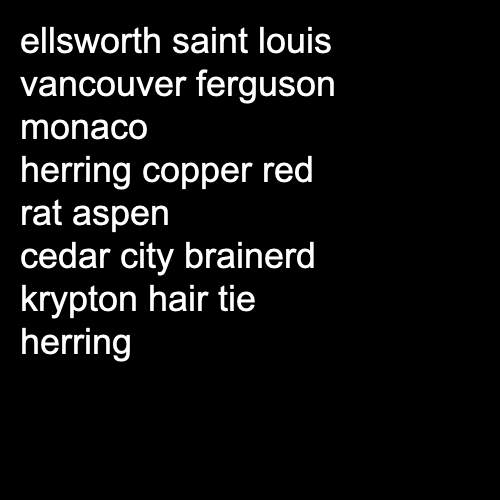 ellsworth saint louis
vancouver ferguson
monaco
herring copper red
rat aspen
cedar city brainerd
krypton hair tie
herring